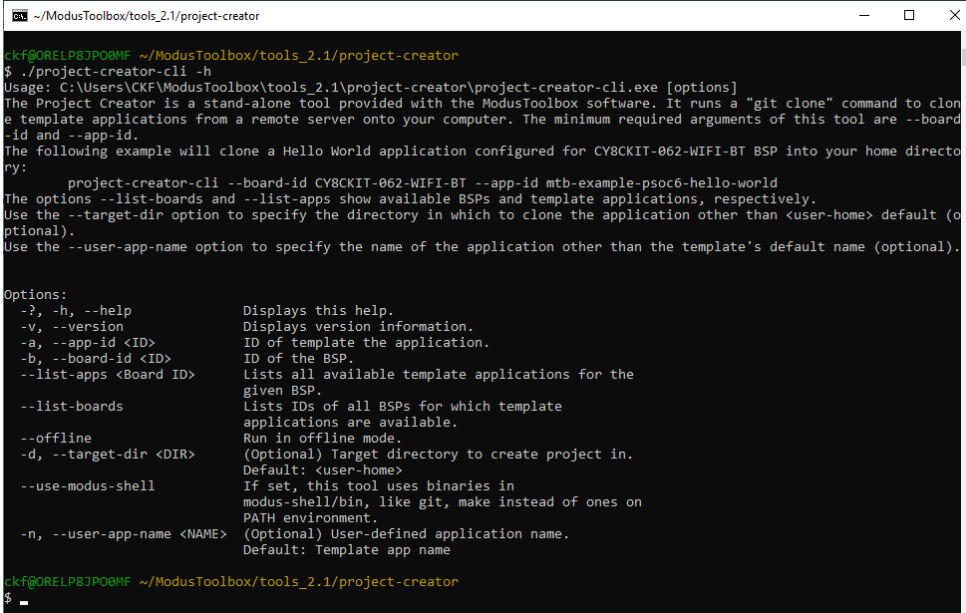 ~/ModusToolbox/tools_2.1/project-creator
ckf@ORELP8JPO0MF ~/ModusToolbox/tools_2.1/project-creator
$ ./project-creator-cli -h
Usage: C:\Users\CKF\ModusToolbox\tools_2.1\project-creator\project-creator-cli.exe [options]
The Project Creator is a stand-alone tool provided with the ModusToolbox software. It runs a "git clone" command to clon
e template applications from a remote server onto your computer. The minimum required arguments of this tool are --board
-id and --app-id.
The following example will clone a Hello World application configured for CY8CKIT-062-WIFI-BT BSP into your home directo
ry:
        project-creator-cli --board-id CY8CKIT-062-WIFI-BT --app-id mtb-example-psoc6-hello-world
The options --list-boards and --list-apps show available BSPs and template applications, respectively.
Use the --target-dir option to specify the directory in which to clone the application other than <user-home> default (o
ptional).
Use the --user-app-name option to specify the name of the application other than the template's default name (optional).
Options:
  -?, -h, --help              Displays this help.
  -v, --version               Displays version information.
  -a, --app-id <ID>           ID of template the application.
  -b, --board-id <ID>         ID of the BSP.
  --list-apps <Board ID>      Lists all available template applications for the
                              given BSP.
  --list-boards               Lists IDs of all BSPs for which template
                              applications are available.
  --offline                   Run in offline mode.
  -d, --target-dir <DIR>      (Optional) Target directory to create project in.
                              Default: <user-home>
  --use-modus-shell           If set, this tool uses binaries in
                              modus-shell/bin, like git, make instead of ones on
                              PATH environment.
  -n, --user-app-name <NAME>  (Optional) User-defined application name.
                              Default: Template app name
ckf@ORELP8JPO0MF ~/ModusToolbox/tools_2.1/project-creator
$